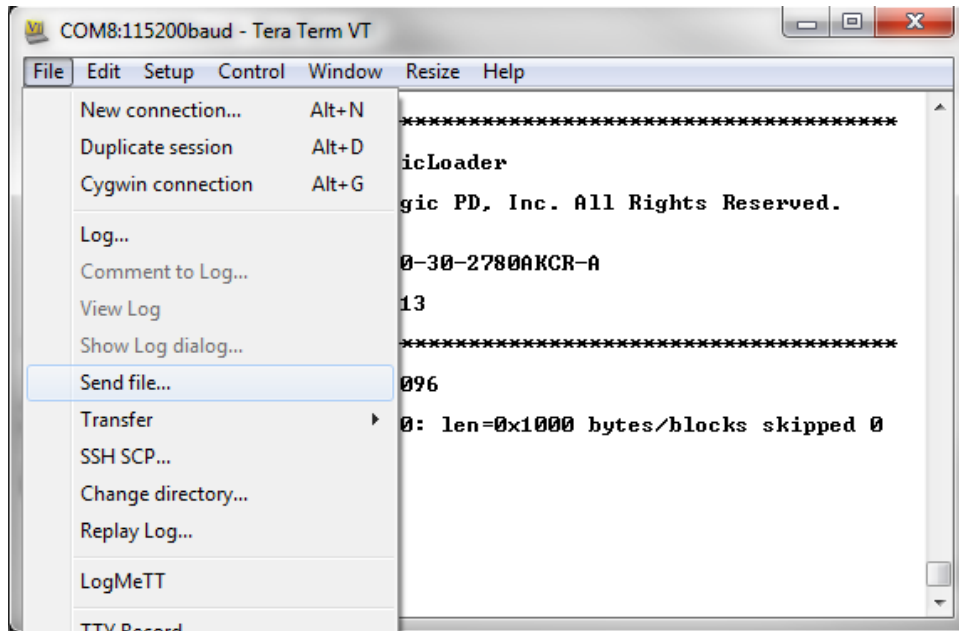 COM8:115200baud - Tera Term VT
File Edit Setup Control Window Resize Help
New connection... Alt+N
Duplicate session Alt+D
Cygwin connection Alt+G
Log...
Comment to Log...
View Log
Show Log dialog...
Send file...
Transfer
SSH SCP...
Change directory...
Replay Log...
LogMeTT
TTY Record
*************************************
icLoader
gic PD, Inc. All Rights Reserved.
0-30-2780AKCR-A
13
*************************************
096
0: len=0x1000 bytes/blocks skipped 0